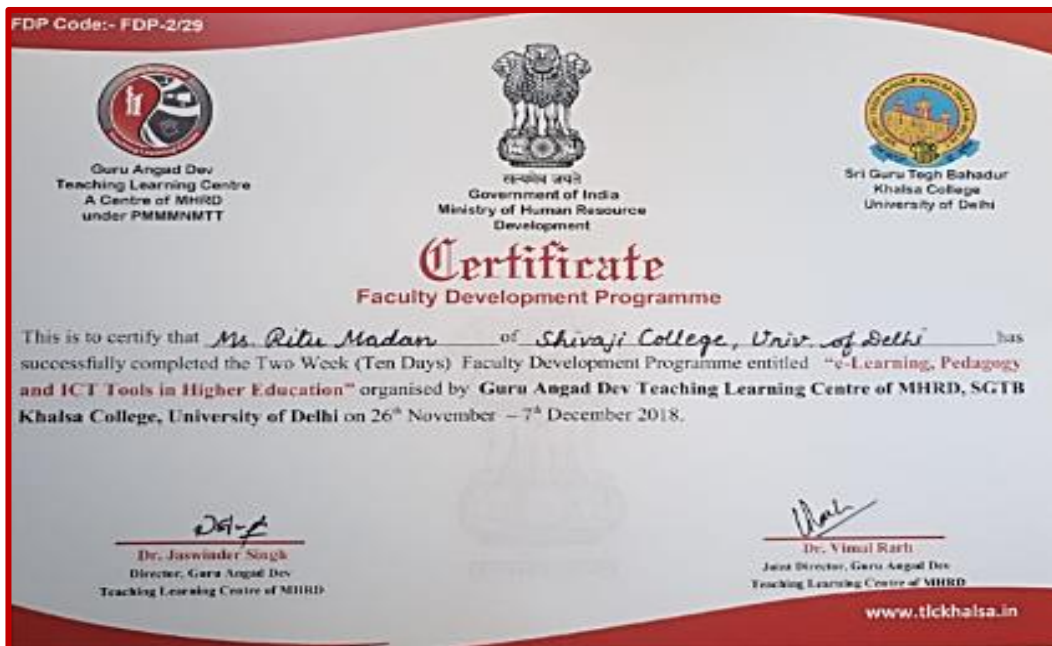 FDP Code:- FDP-2/29
Guru Angad Dev
Teaching Learning Centre
A Centre of MHRD
under PMMMNMTT
सत्यमेव जयते
Government of India
Ministry of Human Resource
Development
Sri Guru Tegh Bahadur
Khalsa College
University of Delhi
Certificate
Faculty Development Programme
This is to certify that Ms. Ritu Madan of Shivaji College, Univ. of Delhi has
successfully completed the Two Week (Ten Days) Faculty Development Programme entitled "e-Learning, Pedagogy
and ICT Tools in Higher Education" organised by Guru Angad Dev Teaching Learning Centre of MHRD, SGTB
Khalsa College, University of Delhi on 26th November – 7th December 2018.
Dr. Jaswinder Singh
Director, Guru Angad Dev
Teaching Learning Centre of MHRD
Dr. Vimal Rarh
Joint Director, Guru Angad Dev
Teaching Learning Centre of MHRD
www.tlckhalsa.in